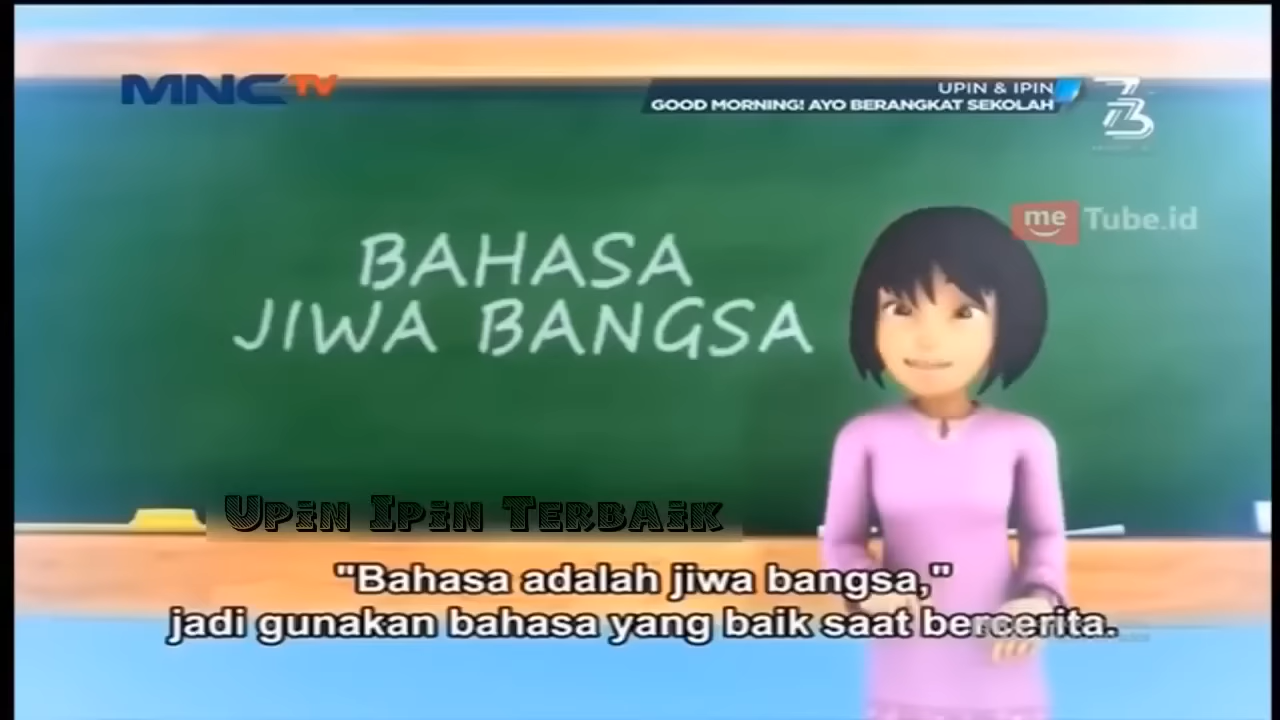 MNCTV
UPIN & IPIN
GOOD MORNING! AYO BERANGKAT SEKOLAH
me Tube.id
BAHASA
JIWA BANGSA
UPiN IPiN TERBAiK
"Bahasa adalah jiwa bangsa,"
jadi gunakan bahasa yang baik saat bercerita.